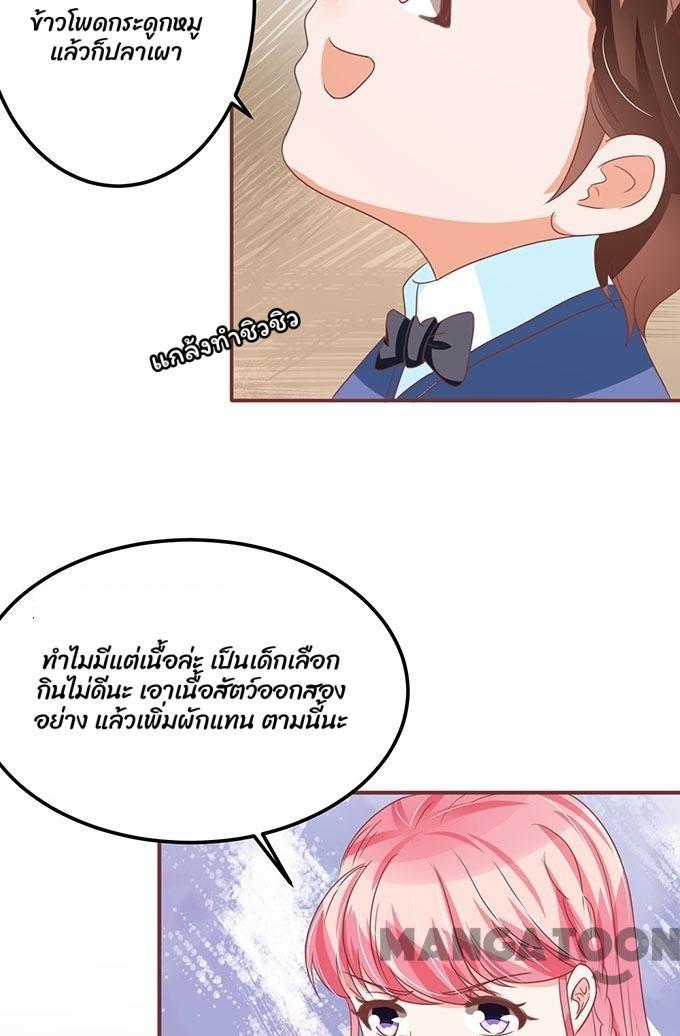 ข้าวโพดกระดูกหมู
แล้วก็ปลาเผา
แกล้งทำชิวชิว
ทำไมมีแต่เนื้อล่ะ เป็นเด็กเลือก
กินไม่ดีนะ เอาเนื้อสัตว์ออกสอง
อย่าง แล้วเพิ่มผักแทน ตามนี้นะ
MANGATOON